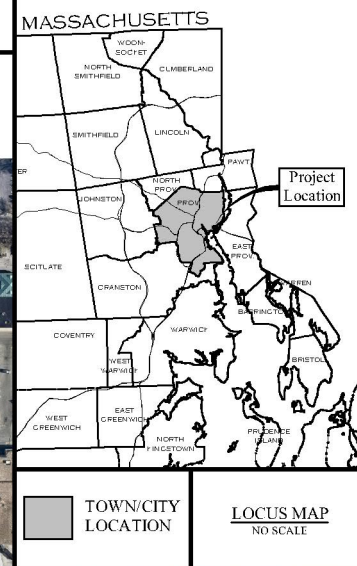 MASSACHUSETTS
WOON-
SOCKET
NORTH
SMITHFIELD
CUMBERLAND
SMITHFIELD
LINCOLN
NORTH
PROV
PAWT.
Project
Location
ER
JOHNSTON
PROV
SCITLATE
EAST
PROV
CRANSTON
BARRINGTON
COVENTRY
WARWICK
WEST
WARWICK
BRISTOL
WEST
GREENWICH
EAST
GREENWICH
NORTH
KINGSTOWN
PRUDENCE
ISLAND
TOWN/CITY
LOCATION
LOCUS MAP
NO SCALE